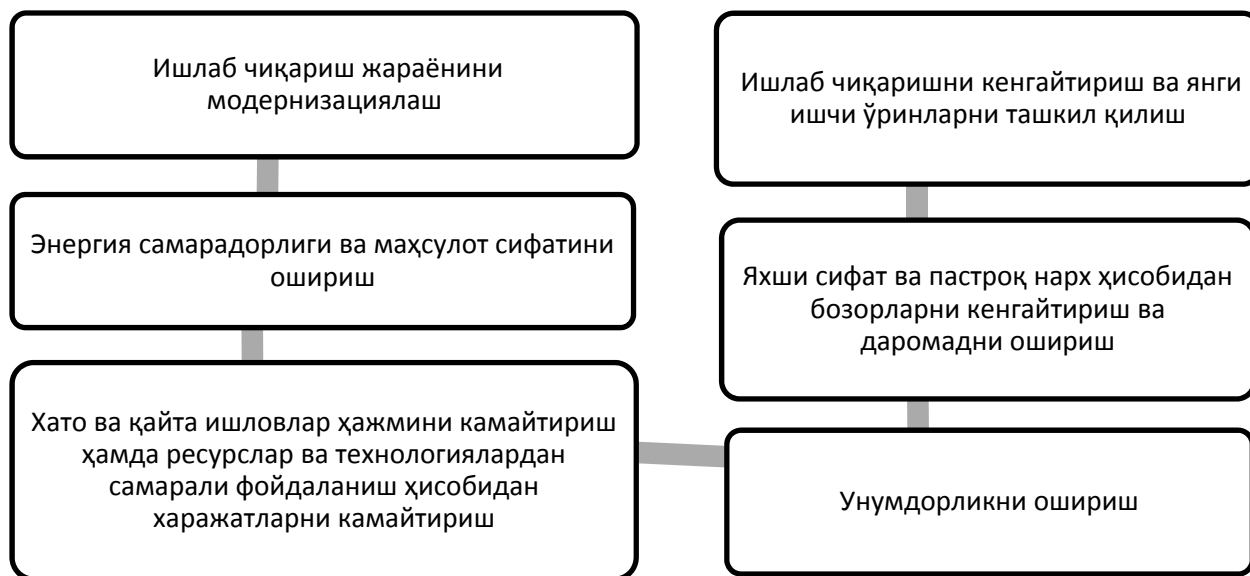 Ишлаб чиқариш жараёнини
модернизациялаш
Энергия самарадорлиги ва маҳсулот сифатини
ошириш
Хато ва қайта ишловлар ҳажмини камайтириш
ҳамда ресурслар ва технологиялардан
самарали фойдаланиш ҳисобидан
харажатларни камайтириш
Унумдорликни ошириш
Яхши сифат ва пастроқ нарх ҳисобидан
бозорларни кенгайтириш ва
даромадни ошириш
Ишлаб чиқаришни кенгайтириш ва янги
ишчи ўринларни ташкил қилиш